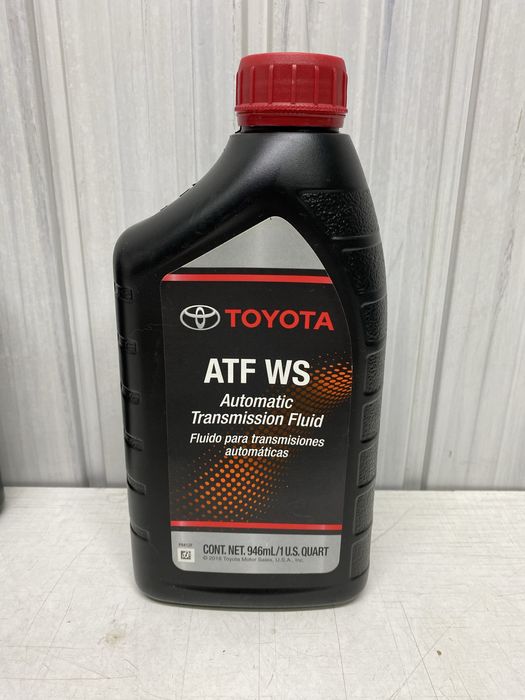 TOYOTA
ATF WS
Automatic
Transmission Fluid
Fluido para transmisiones
automáticas
CONT. NET. 946mL/1 U.S. QUART
© 2018 Toyota Motor Sales, U.S.A., Inc.